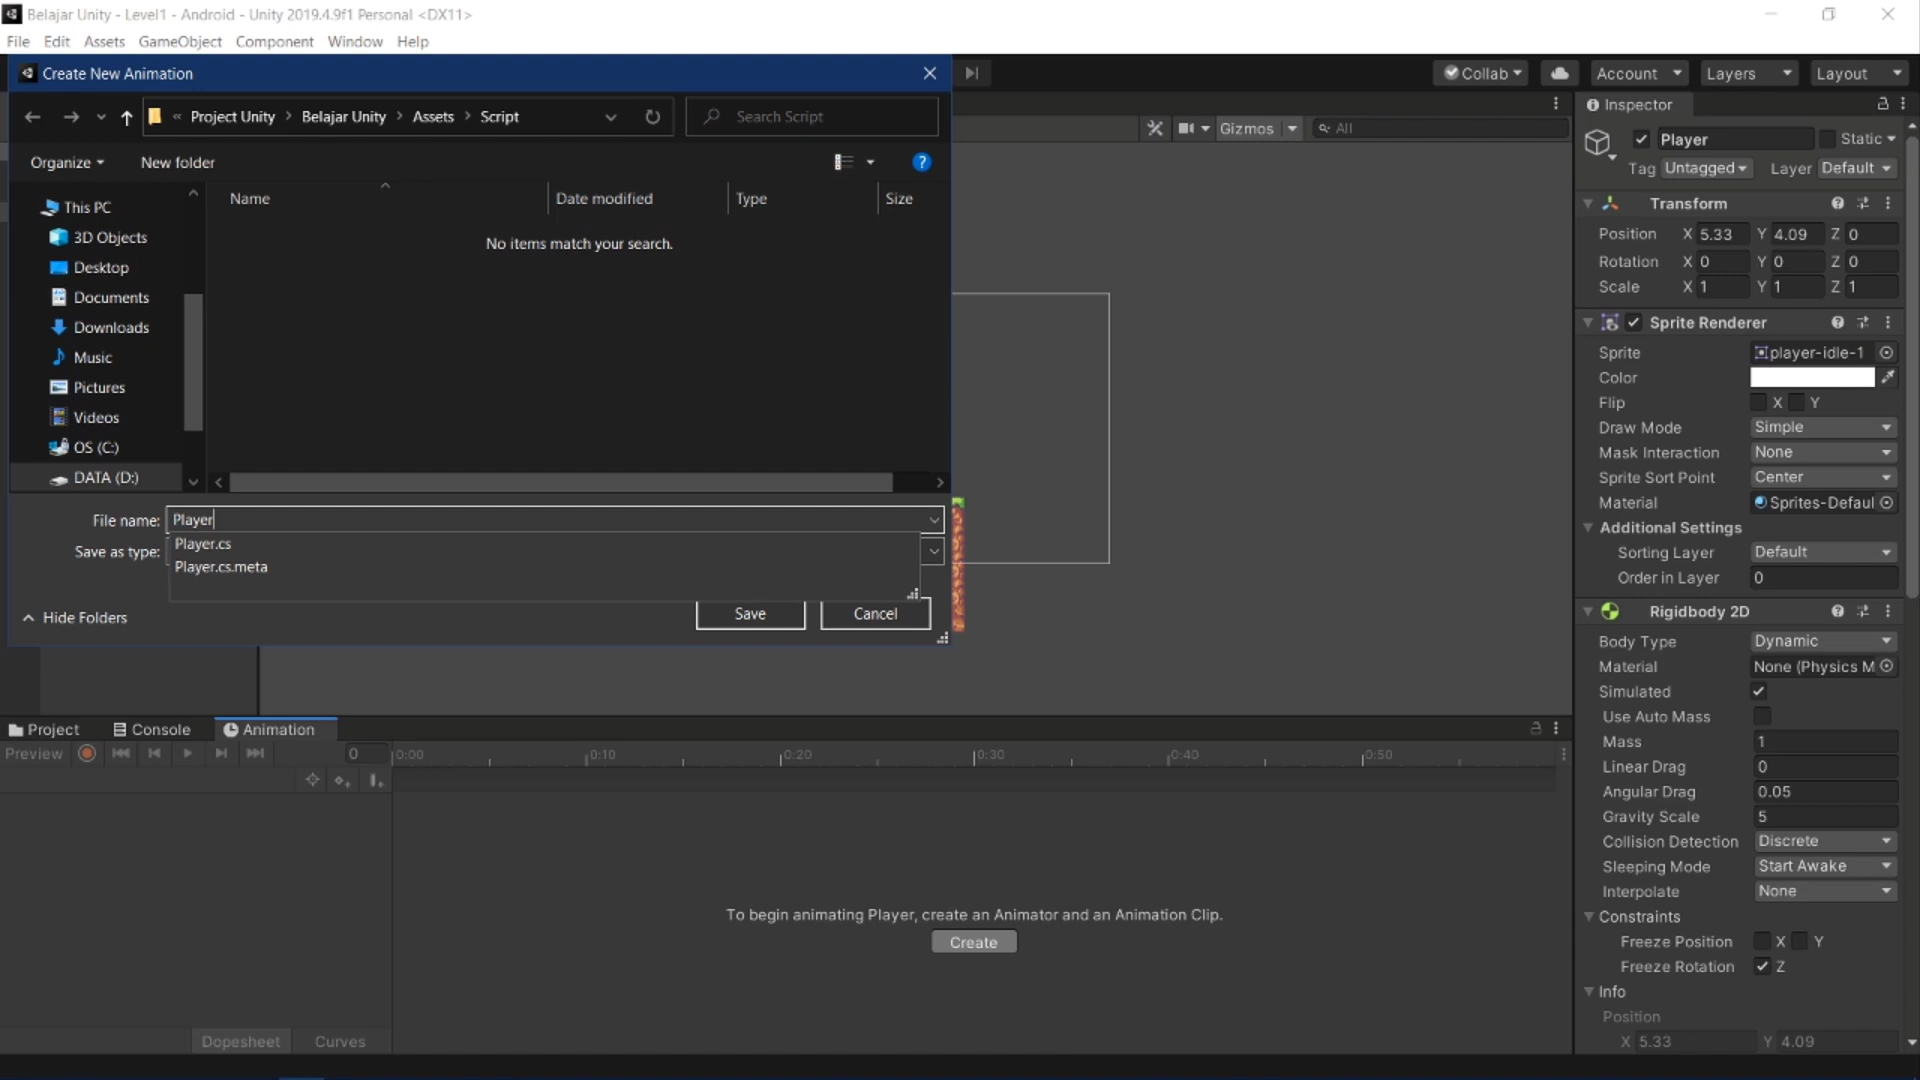 Belajar Unity - Level1 - Android - Unity 2019.4.9f1 Personal <DX11>
File Edit Assets GameObject Component Window Help
Create New Animation
« Project Unity > Belajar Unity > Assets > Script
Search Script
Organize
New folder
?
This PC
3D Objects
Desktop
Documents
Downloads
Music
Pictures
Videos
OS (C:)
DATA (D:)
Name Date modified Type Size
No items match your search.
File name: Player
Save as type:
Player.cs
Player.cs.meta
Hide Folders
Save Cancel
Collab Account Layers Layout
Gizmos All
Inspector
Player Static
Tag Untagged Layer Default
Transform
Position X 5.33 Y 4.09 Z 0
Rotation X 0 Y 0 Z 0
Scale X 1 Y 1 Z 1
Sprite Renderer
Sprite player-idle-1
Color
Flip X Y
Draw Mode Simple
Mask Interaction None
Sprite Sort Point Center
Material Sprites-Defaul
Additional Settings
Sorting Layer Default
Order in Layer 0
Rigidbody 2D
Body Type Dynamic
Material None (Physics M
Simulated
Use Auto Mass
Mass 1
Linear Drag 0
Angular Drag 0.05
Gravity Scale 5
Collision Detection Discrete
Sleeping Mode Start Awake
Interpolate None
Constraints
Freeze Position X Y
Freeze Rotation Z
Info
Position
X 5.33 Y 4.09
Project Console Animation
Preview 0 0:00 0:10 0:20 0:30 0:40 0:50
To begin animating Player, create an Animator and an Animation Clip.
Create
Dopesheet Curves